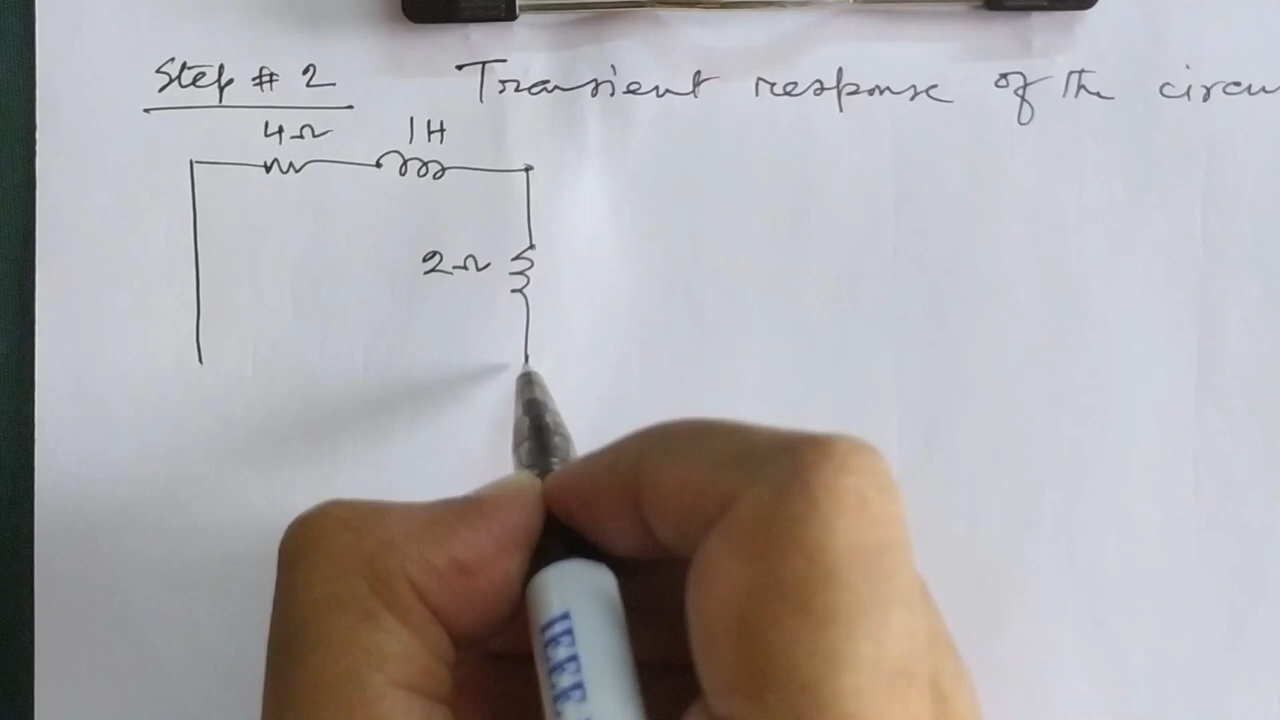 Step # 2 Transient response of the circu
4Ω 1H
2Ω
IEEE